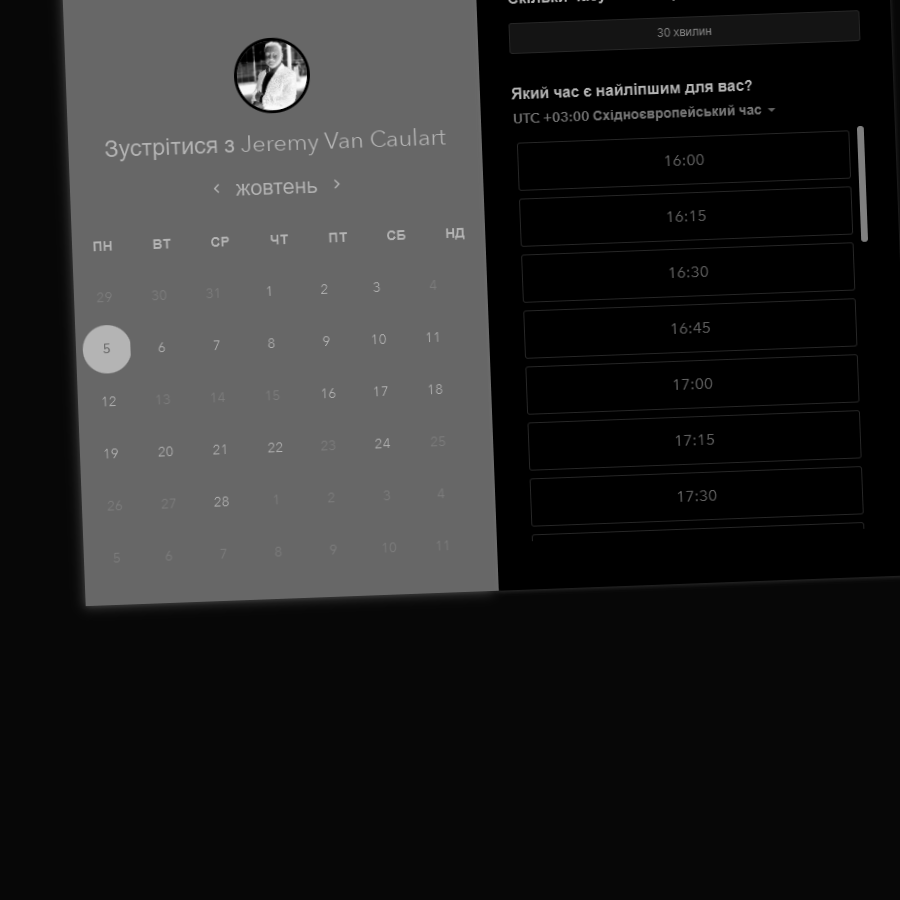 Зустрітися з Jeremy Van Caulart
жовтень
ПН ВТ СР ЧТ ПТ СБ НД
29 30 31 1 2 3 4
5 6 7 8 9 10 11
12 13 14 15 16 17 18
19 20 21 22 23 24 25
26 27 28 1 2 3 4
5 6 7 8 9 10 11
30 хвилин
Який час є найліпшим для вас?
UTC +03:00 Східноєвропейський час
16:00
16:15
16:30
16:45
17:00
17:15
17:30